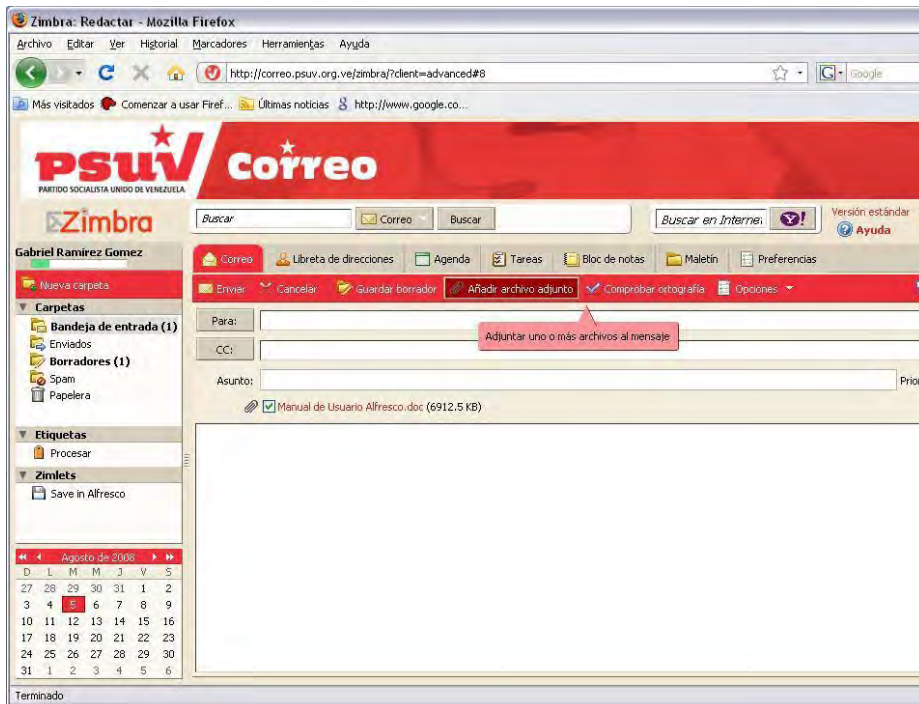 Zimbra: Redactar - Mozilla Firefox
Archivo Editar Ver Historial Marcadores Herramientas Ayuda
http://correo.psuv.org.ve/zimbra/?client=advanced#8
G Google
Más visitados Comenzar a usar Firef... Últimas noticias http://www.google.co...
PSUV Correo
PARTIDO SOCIALISTA UNIDO DE VENEZUELA
Zimbra
Buscar Correo Buscar Buscar en Internet Y! Versión estándar
Ayuda
Gabriel Ramírez Gomez
Correo Libreta de direcciones Agenda Tareas Bloc de notas Maletín Preferencias
Nueva carpeta
Enviar Cancelar Guardar borrador Añadir archivo adjunto Comprobar ortografía Opciones
Carpetas
Bandeja de entrada (1)
Enviados
Borradores (1)
Spam
Papelera
Para:
Adjuntar uno o más archivos al mensaje
CC:
Asunto:
Prior
Manual de Usuario Alfresco.doc (6912.5 KB)
Etiquetas
Procesar
Zimlets
Save in Alfresco
Agosto de 2008
D L M M J V S
27 28 29 30 31 1 2
3 4 5 6 7 8 9
10 11 12 13 14 15 16
17 18 19 20 21 22 23
24 25 26 27 28 29 30
31 1 2 3 4 5 6
Terminado